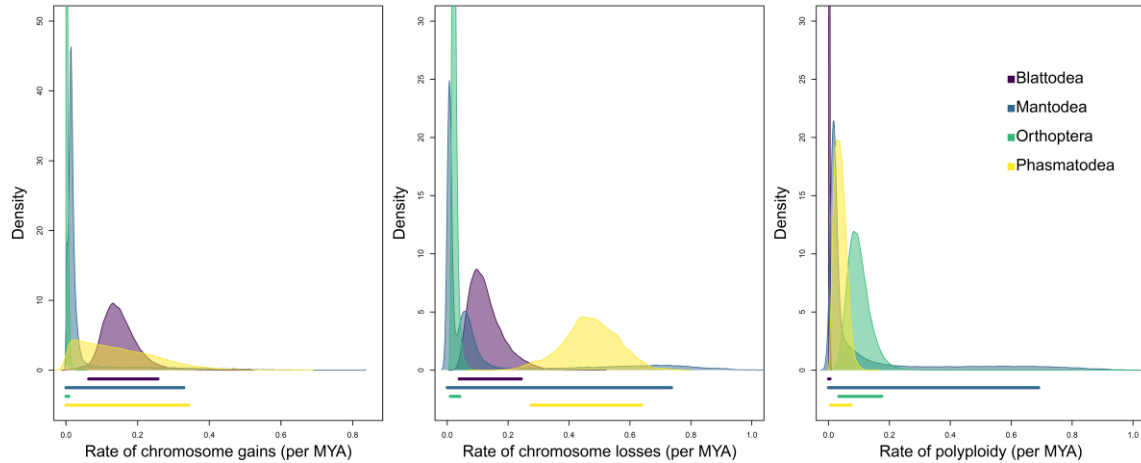 Density
50
40
30
20
10
0
0.0 0.2 0.4 0.6 0.8
Rate of chromosome gains (per MYA)
Density
30
25
20
15
10
5
0
0.0 0.2 0.4 0.6 0.8 1.0
Rate of chromosome losses (per MYA)
Density
30
25
20
15
10
5
0
0.0 0.2 0.4 0.6 0.8 1.0
Rate of polyploidy (per MYA)
Blattodea
Mantodea
Orthoptera
Phasmatodea